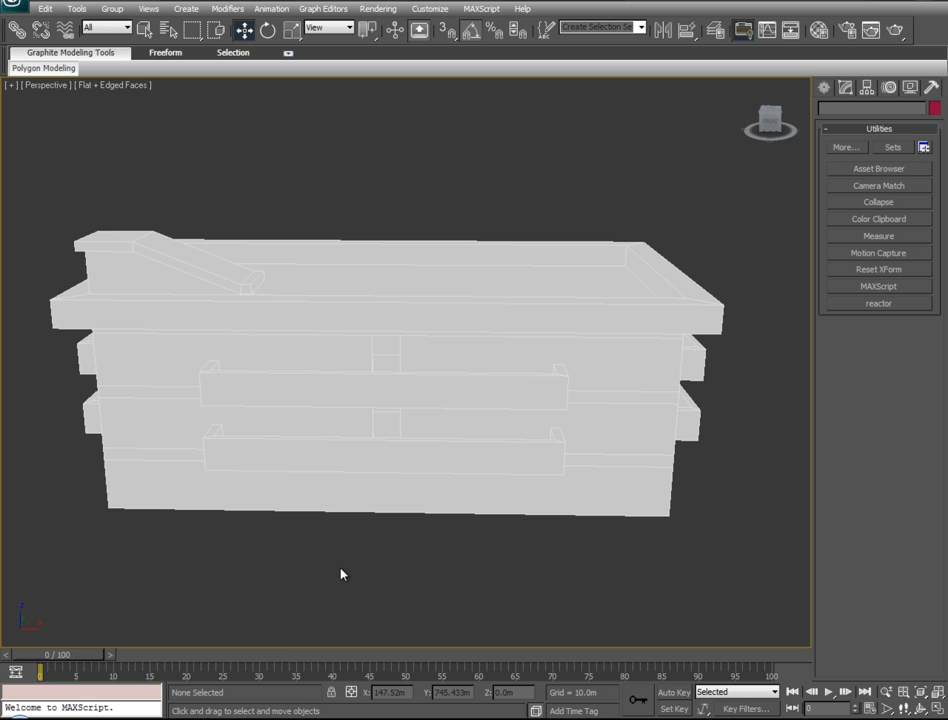 Edit Tools Group Views Create Modifiers Animation Graph Editors Rendering Customize MAXScript Help
All View 3 Create Selection Se
Graphite Modeling Tools Freeform Selection
Polygon Modeling
[ + ] [ Perspective ] [ Flat + Edged Faces ]
- Utilities
More... Sets
Asset Browser
Camera Match
Collapse
Color Clipboard
Measure
Motion Capture
Reset XForm
MAXScript
reactor
z
x
< 0 / 100 >
0 5 10 15 20 25 30 35 40 45 50 55 60 65 70 75 80 85 90 95 100
None Selected X: 147.52m Y: 745.433m Z: 0.0m Grid = 10.0m Auto Key Selected
Welcome to MAXScript. Click and drag to select and move objects Add Time Tag Set Key Key Filters... 0